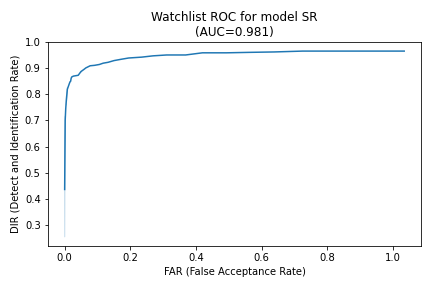 Watchlist ROC for model SR
(AUC=0.981)
1.0
0.9
0.8
0.7
0.6
0.5
0.4
0.3
DIR (Detect and Identification Rate)
0.0 0.2 0.4 0.6 0.8 1.0
FAR (False Acceptance Rate)